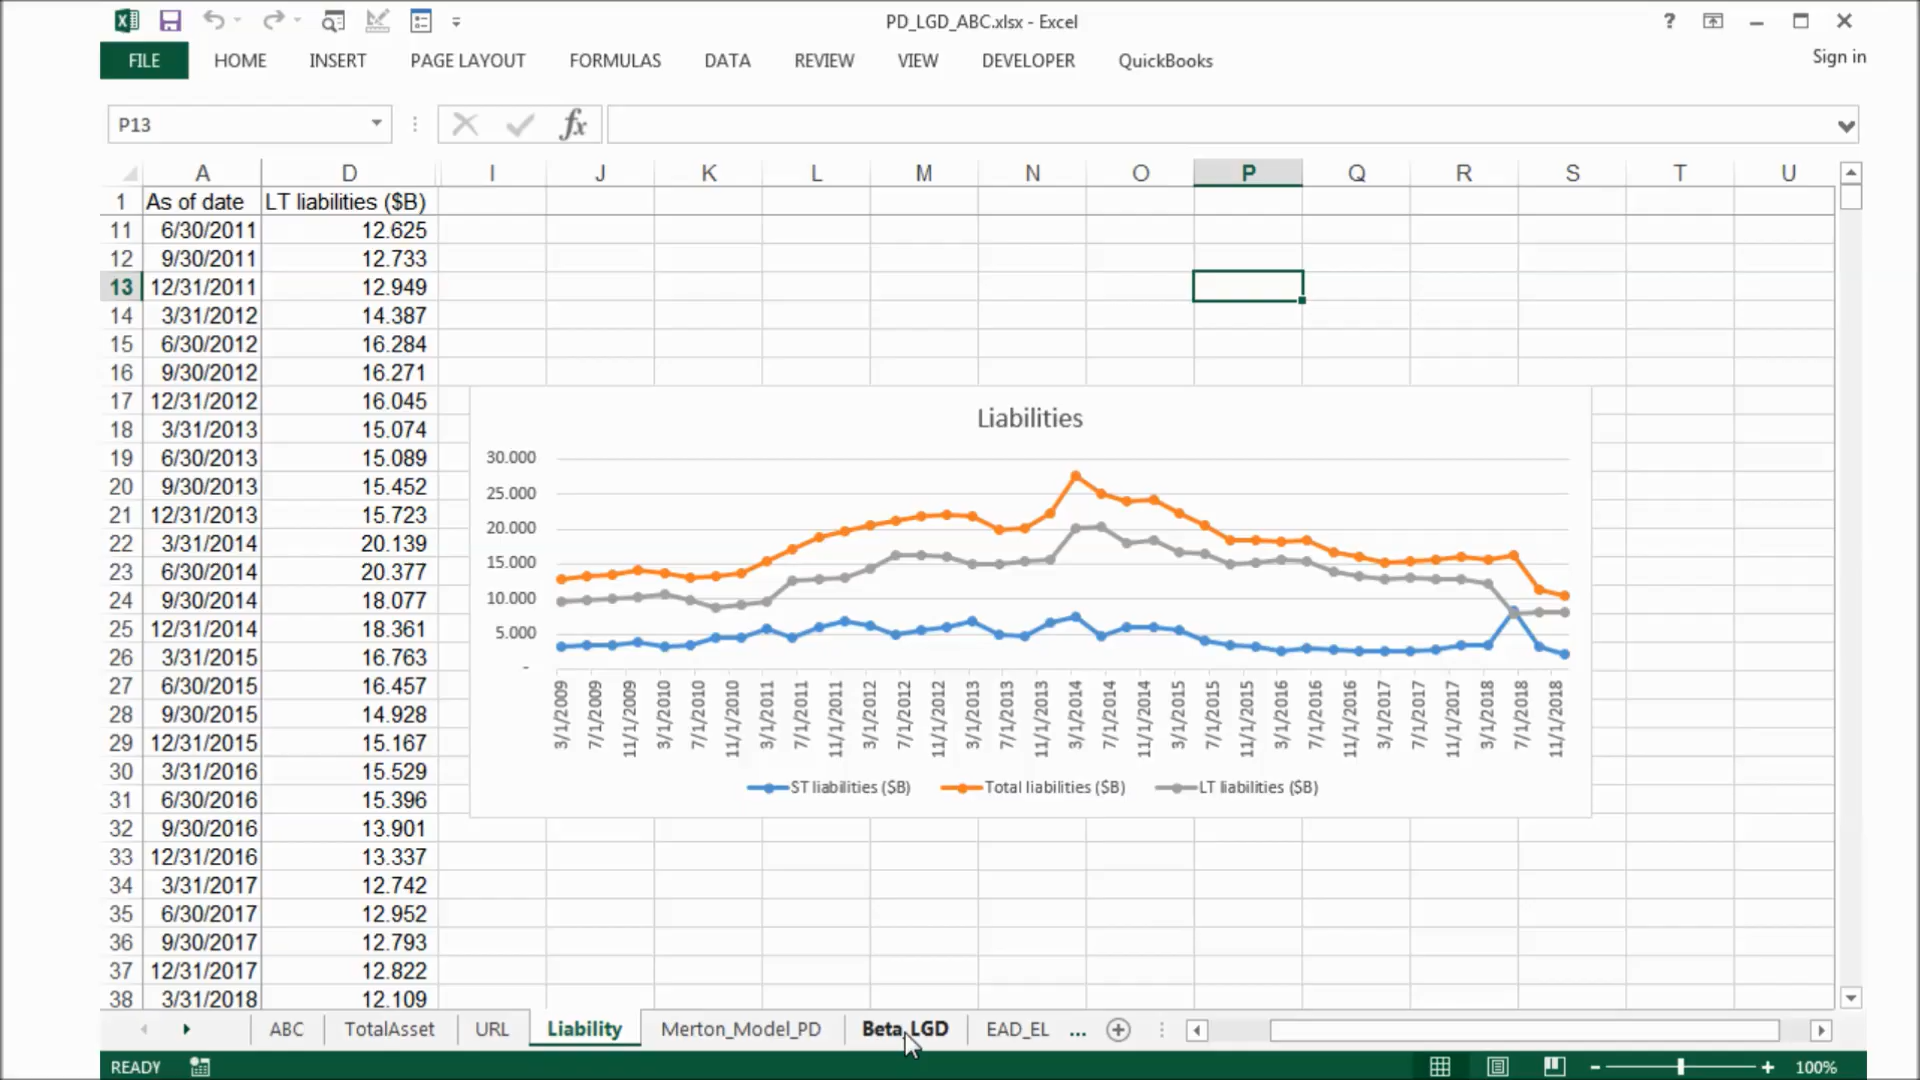 PD_LGD_ABC.xlsx - Excel
?
FILE HOME INSERT PAGE LAYOUT FORMULAS DATA REVIEW VIEW DEVELOPER QuickBooks Sign in
P13 fx
A D I J K L M N O P Q R S T U
1 As of date LT liabilities ($B)
11 6/30/2011 12.625
12 9/30/2011 12.733
13 12/31/2011 12.949
14 3/31/2012 14.387
15 6/30/2012 16.284
16 9/30/2012 16.271
17 12/31/2012 16.045
18 3/31/2013 15.074
19 6/30/2013 15.089
20 9/30/2013 15.452
21 12/31/2013 15.723
22 3/31/2014 20.139
23 6/30/2014 20.377
24 9/30/2014 18.077
25 12/31/2014 18.361
26 3/31/2015 16.763
27 6/30/2015 16.457
28 9/30/2015 14.928
29 12/31/2015 15.167
30 3/31/2016 15.529
31 6/30/2016 15.396
32 9/30/2016 13.901
33 12/31/2016 13.337
34 3/31/2017 12.742
35 6/30/2017 12.952
36 9/30/2017 12.793
37 12/31/2017 12.822
38 3/31/2018 12.109
Liabilities
30.000
25.000
20.000
15.000
10.000
5.000
-
3/1/2009 7/1/2009 11/1/2009 3/1/2010 7/1/2010 11/1/2010 3/1/2011 7/1/2011 11/1/2011 3/1/2012 7/1/2012 11/1/2012 3/1/2013 7/1/2013 11/1/2013 3/1/2014 7/1/2014 11/1/2014 3/1/2015 7/1/2015 11/1/2015 3/1/2016 7/1/2016 11/1/2016 3/1/2017 7/1/2017 11/1/2017 3/1/2018 7/1/2018 11/1/2018
ST liabilities ($B) Total liabilities ($B) LT liabilities ($B)
ABC TotalAsset URL Liability Merton_Model_PD Beta_LGD EAD_EL ...
READY 100%